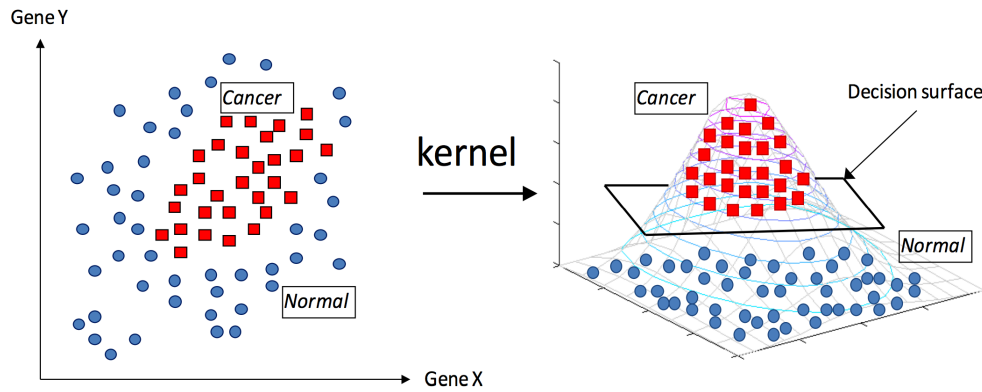 Gene Y
Cancer
Normal
Gene X
kernel
Cancer
Decision surface
Normal